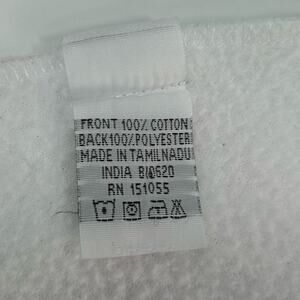 FRONT 100% COTTON
BACK100%POLYESTER
MADE IN TAMILNADU
INDIA BI0620
RN 151055